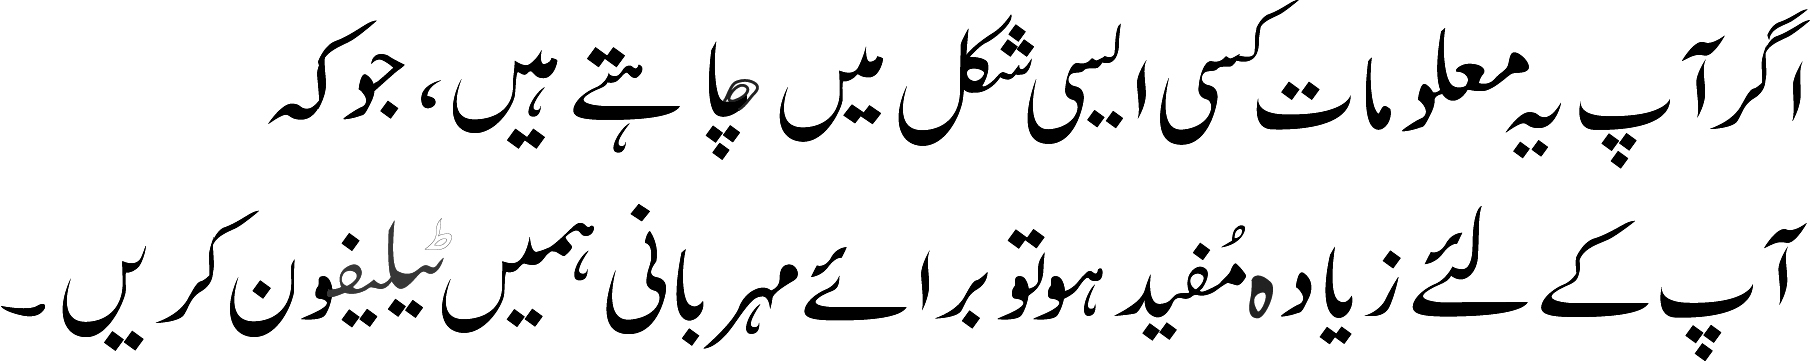 اگر آپ یہ معلومات کسی ایسی شکل میں چاہتے ہیں، جو کہ
آپ کے لئے زیادہ مُفید ہو تو برائے مہربانی ہمیں ٹیلیفون کریں۔